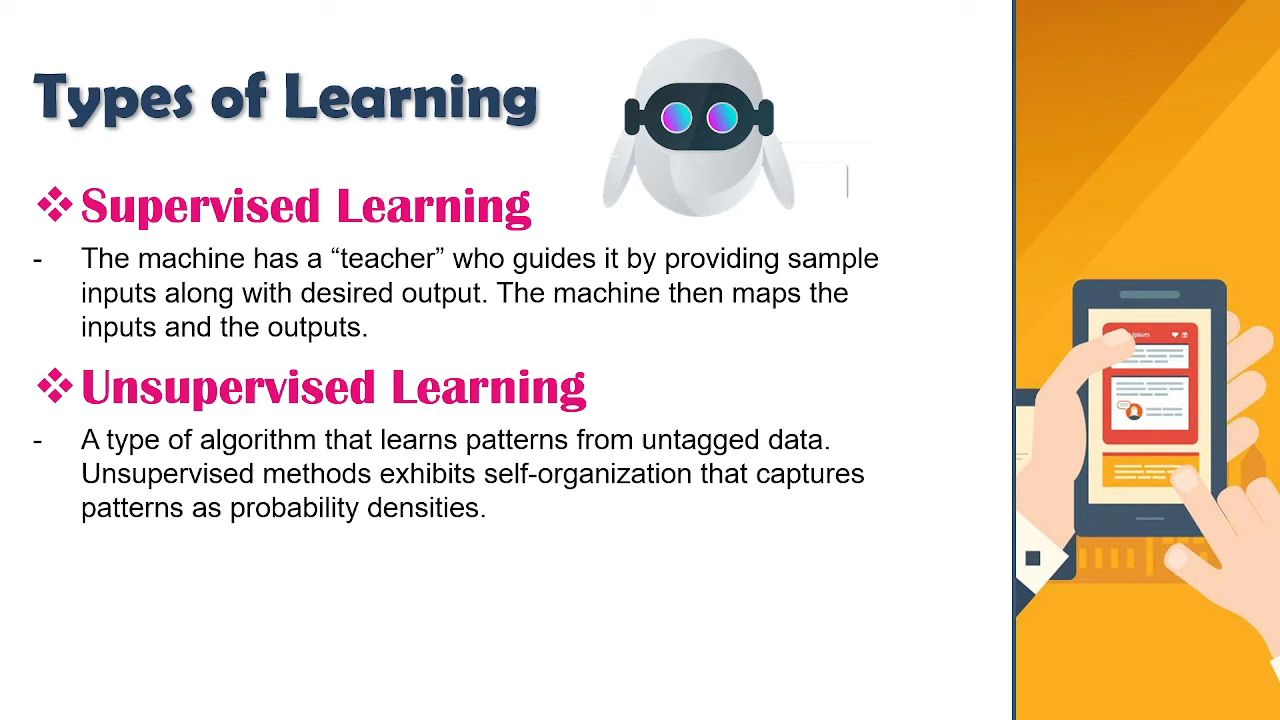 Types of Learning
❖Supervised Learning
- The machine has a “teacher” who guides it by providing sample
inputs along with desired output. The machine then maps the
inputs and the outputs.
❖Unsupervised Learning
- A type of algorithm that learns patterns from untagged data.
Unsupervised methods exhibits self-organization that captures
patterns as probability densities.